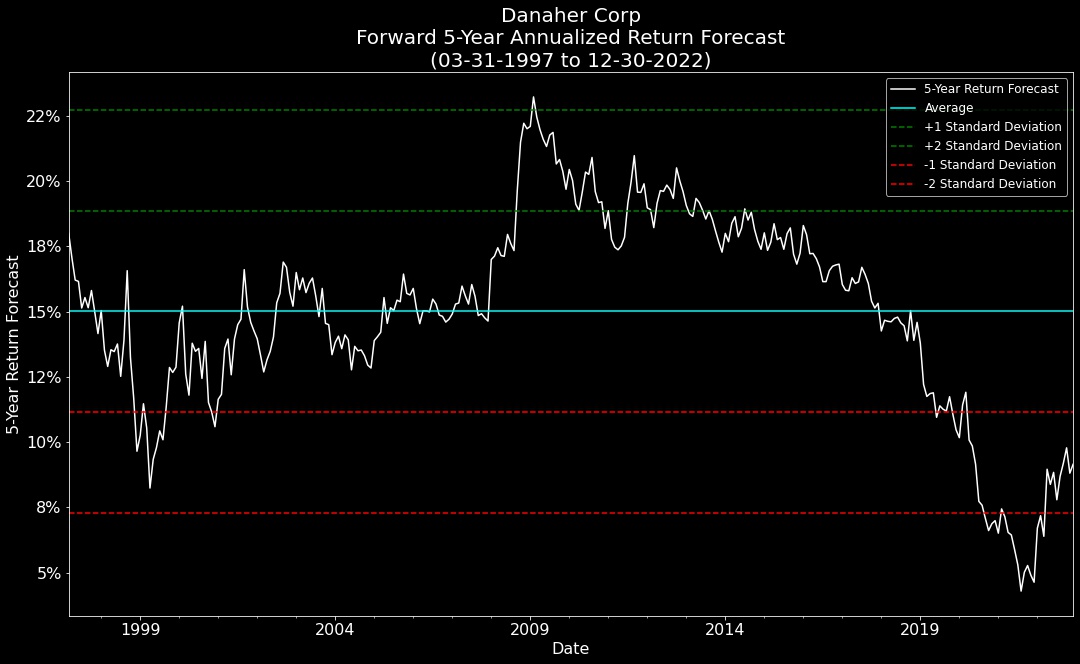 Danaher Corp
Forward 5-Year Annualized Return Forecast
(03-31-1997 to 12-30-2022)
5-Year Return Forecast
Average
+1 Standard Deviation
+2 Standard Deviation
-1 Standard Deviation
-2 Standard Deviation
22%
20%
18%
15%
12%
10%
8%
5%
5-Year Return Forecast
1999
2004
2009
2014
2019
Date